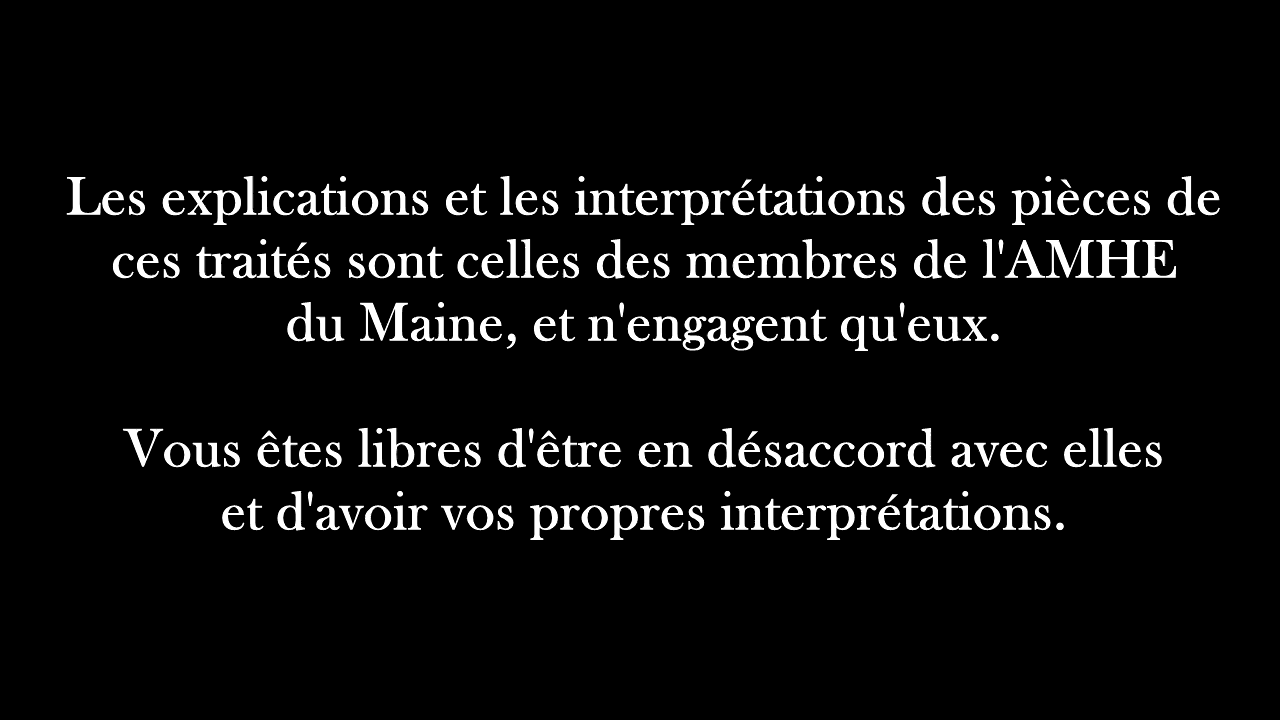 Les explications et les interprétations des pièces de
ces traités sont celles des membres de l'AMHE
du Maine, et n'engagent qu'eux.
Vous êtes libres d'être en désaccord avec elles
et d'avoir vos propres interprétations.